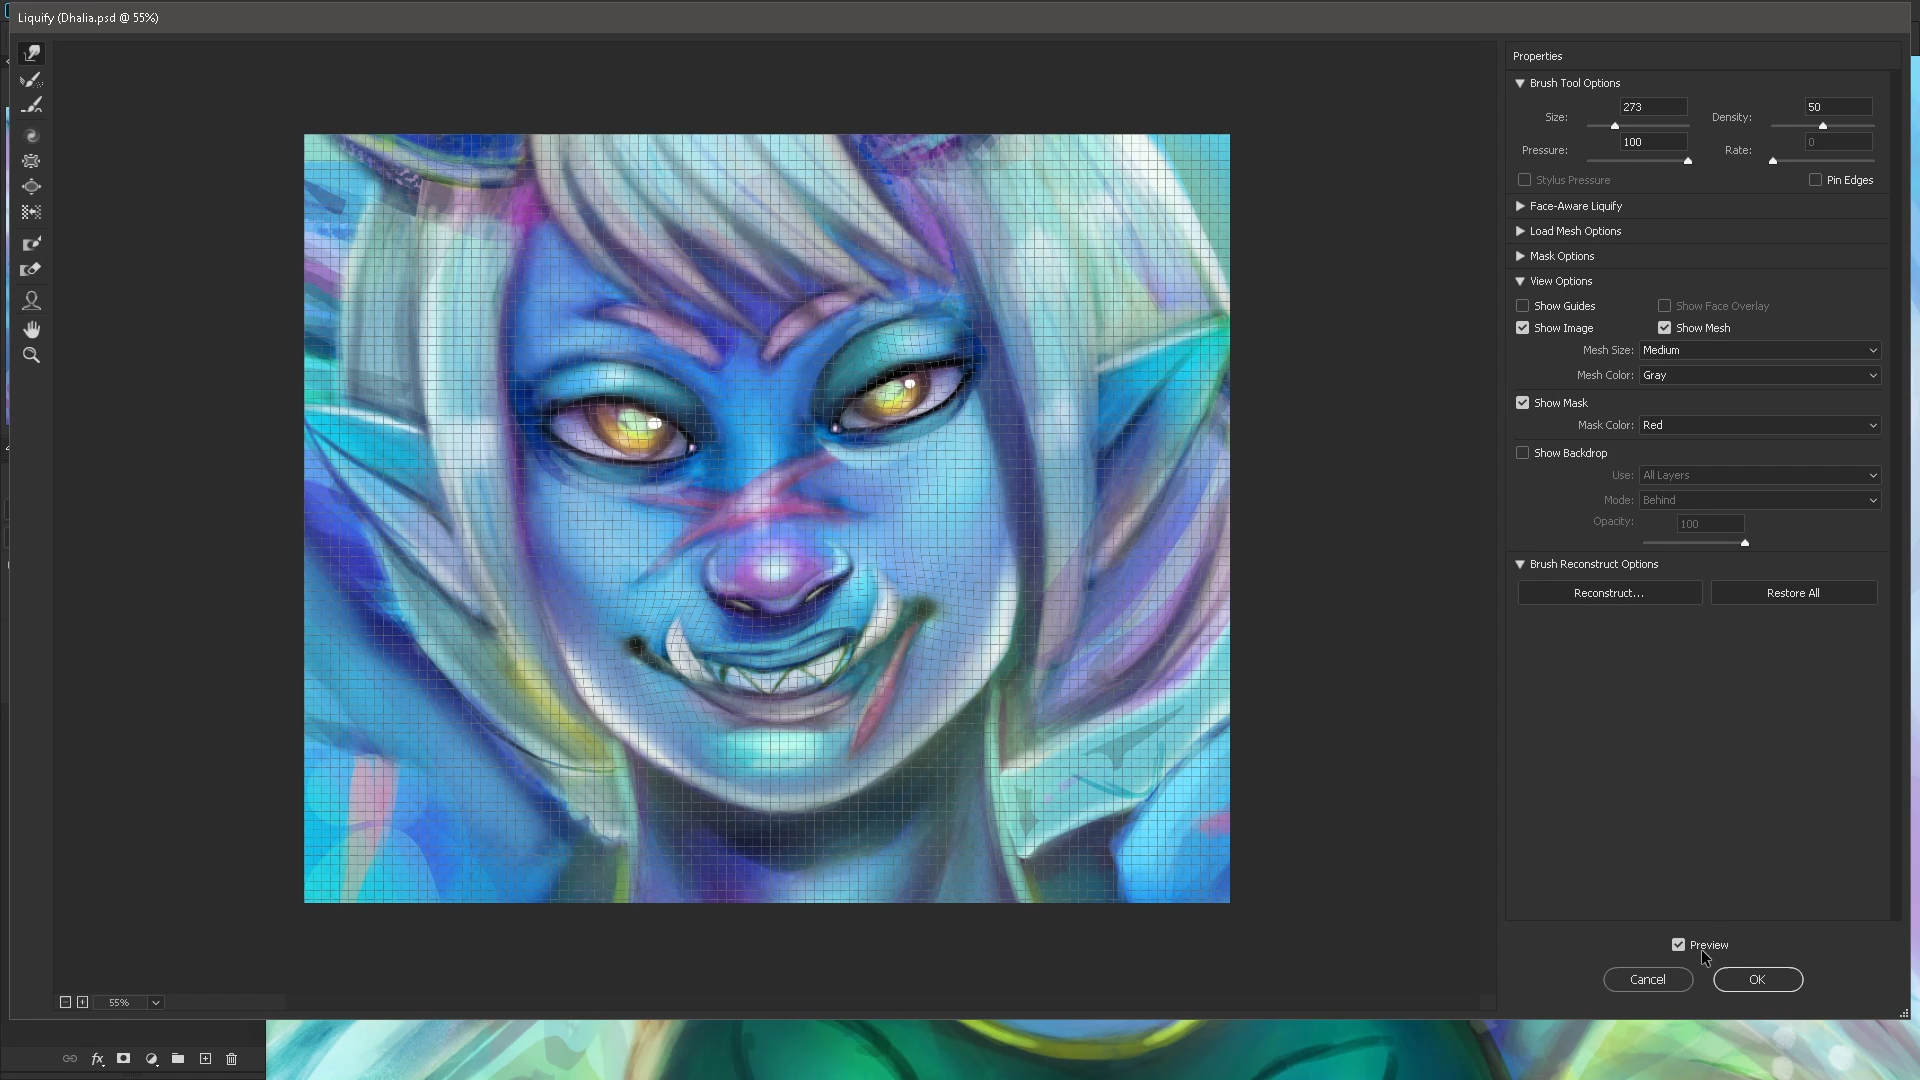 Liquify (Dhalia.psd @ 55%)
Properties
Brush Tool Options
Size: 273 Density: 50
Pressure: 100 Rate: 0
Stylus Pressure Pin Edges
Face-Aware Liquify
Load Mesh Options
Mask Options
View Options
Show Guides Show Face Overlay
Show Image Show Mesh
Mesh Size: Medium
Mesh Color: Gray
Show Mask
Mask Color: Red
Show Backdrop
Use: All Layers
Mode: Behind
Opacity: 100
Brush Reconstruct Options
Reconstruct... Restore All
Preview
Cancel OK
55%
fx